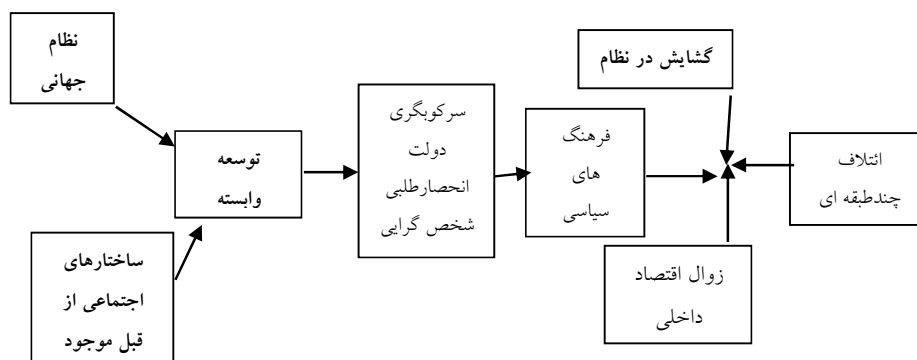 نظام
جهانی
ساختارهای
اجتماعی از
قبل موجود
توسعه
وابسته
سرکوبگری
دولت
انحصارطلبی
شخص گرایی
فرهنگ
های
سیاسی
گشایش در نظام
زوال اقتصاد
داخلی
ائتلاف
چندطبقه ای